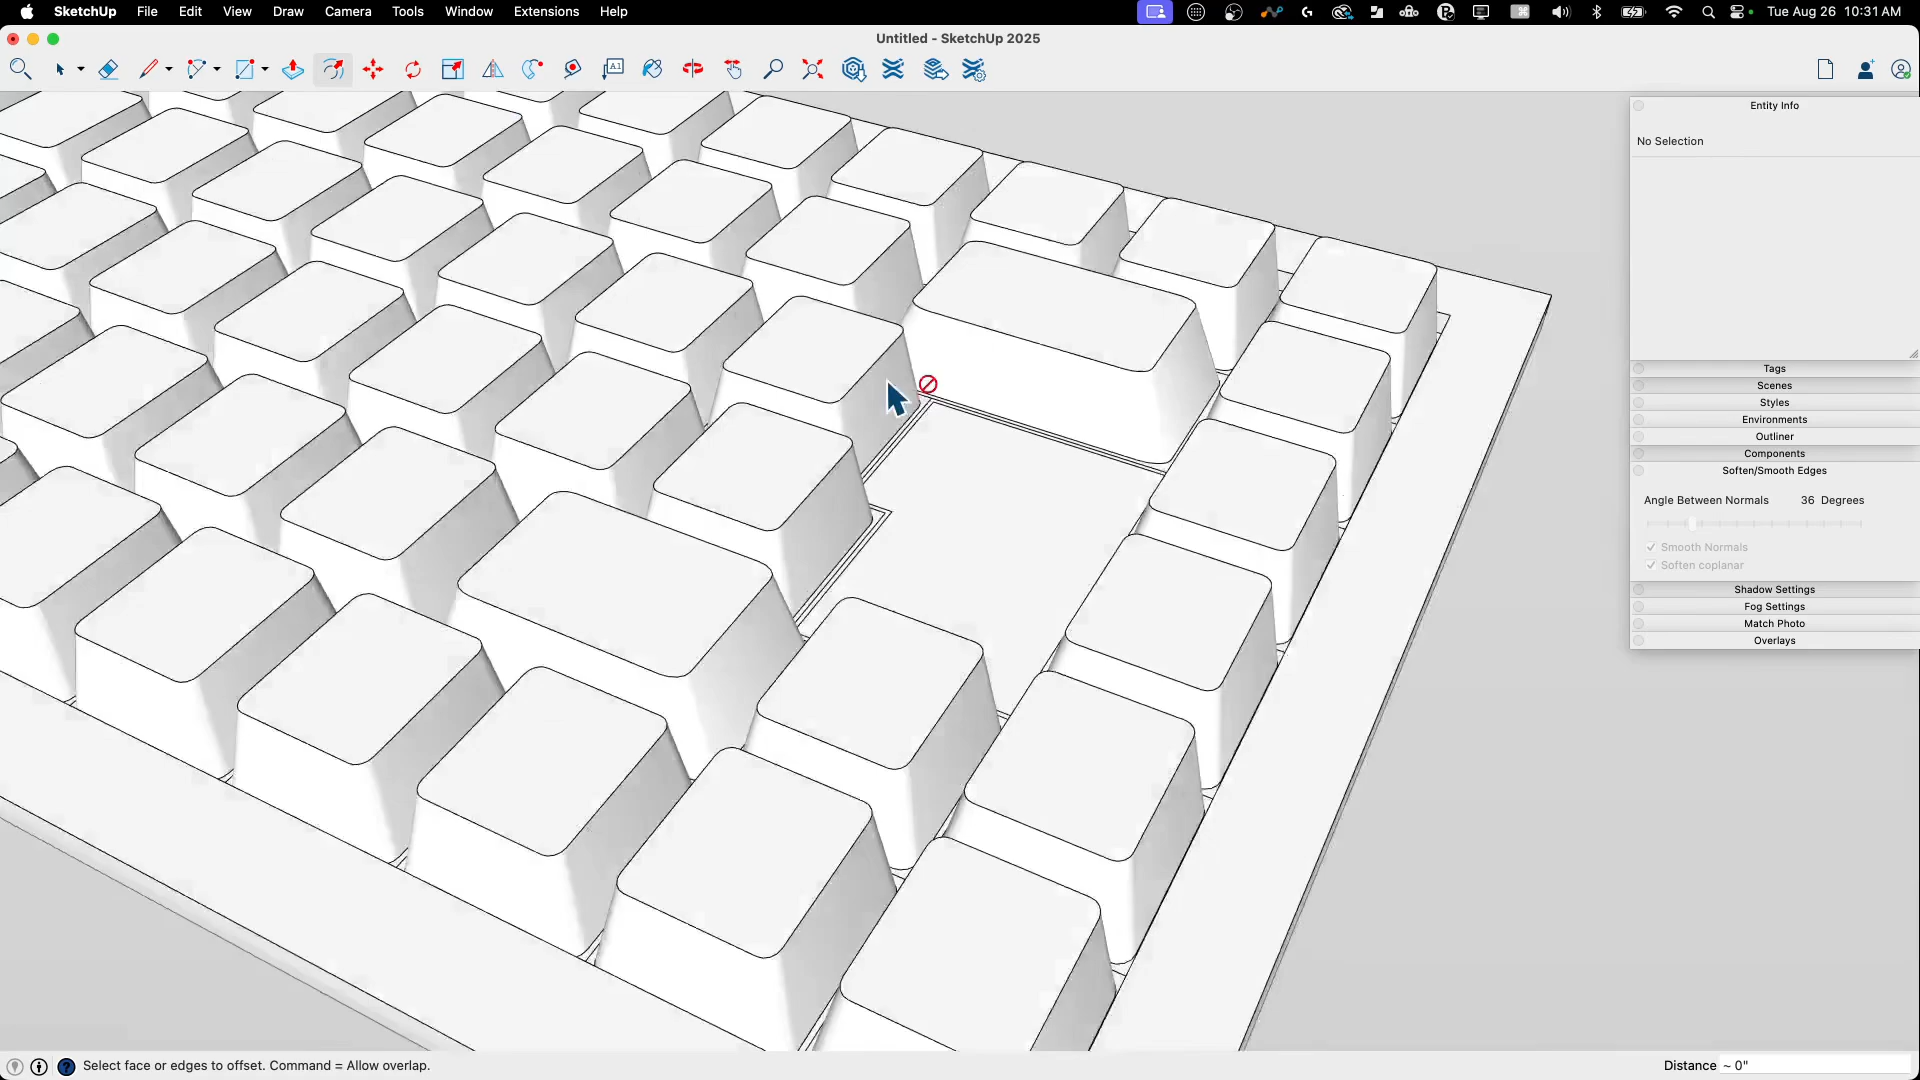 SketchUp File Edit View Draw Camera Tools Window Extensions Help Tue Aug 26 10:31 AM
Untitled - SketchUp 2025
A1
Entity Info
No Selection
Tags
Scenes
Styles
Environments
Outliner
Components
Soften/Smooth Edges
Angle Between Normals 36 Degrees
Smooth Normals
Soften coplanar
Shadow Settings
Fog Settings
Match Photo
Overlays
Select face or edges to offset. Command = Allow overlap. Distance ~ 0"